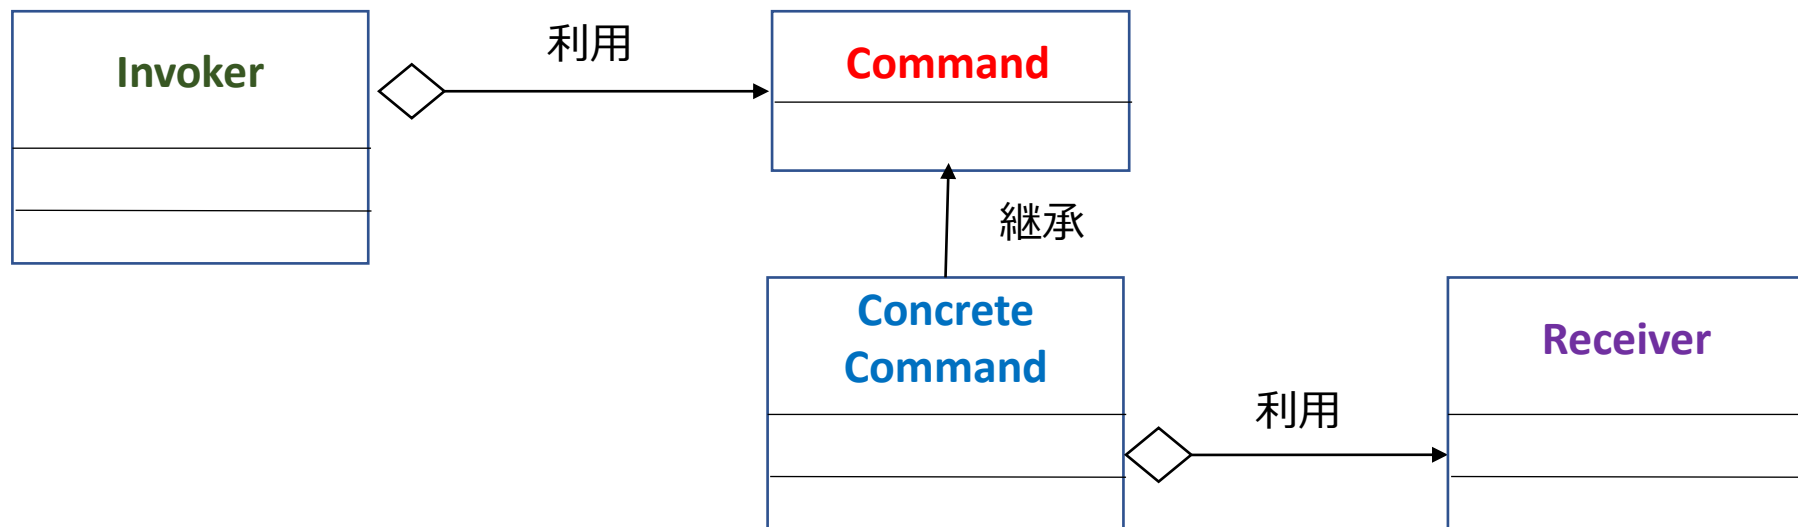 Invoker
利用
Command
継承
Concrete
Command
利用
Receiver